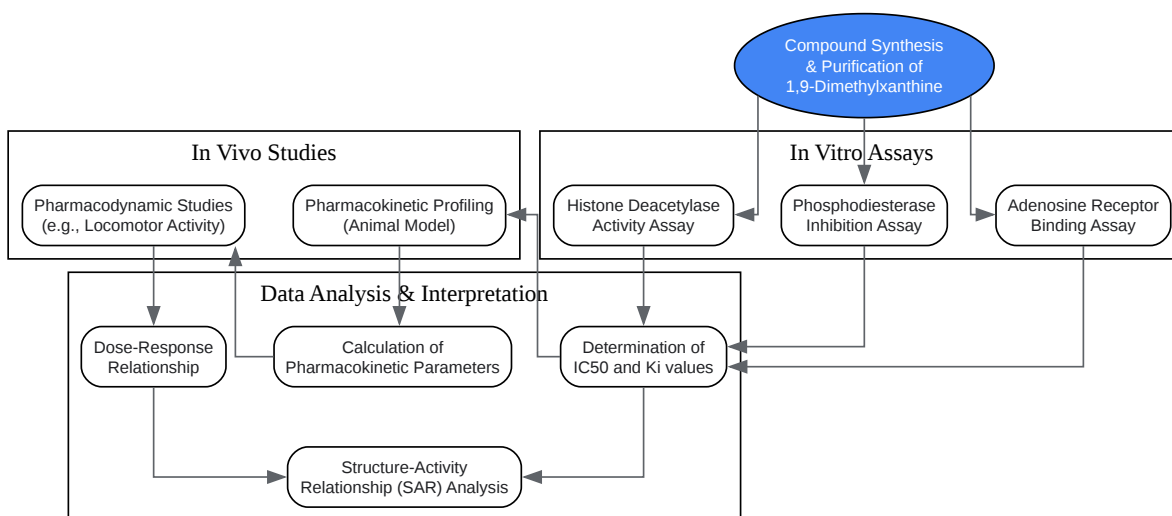 Compound Synthesis
& Purification of
1,9-Dimethylxanthine
In Vivo Studies
In Vitro Assays
Pharmacodynamic Studies
(e.g., Locomotor Activity)
Pharmacokinetic Profiling
(Animal Model)
Histone Deacetylase
Activity Assay
Phosphodiesterase
Inhibition Assay
Adenosine Receptor
Binding Assay
Data Analysis & Interpretation
Dose-Response
Relationship
Calculation of
Pharmacokinetic Parameters
Determination of
IC50 and Ki values
Structure-Activity
Relationship (SAR) Analysis